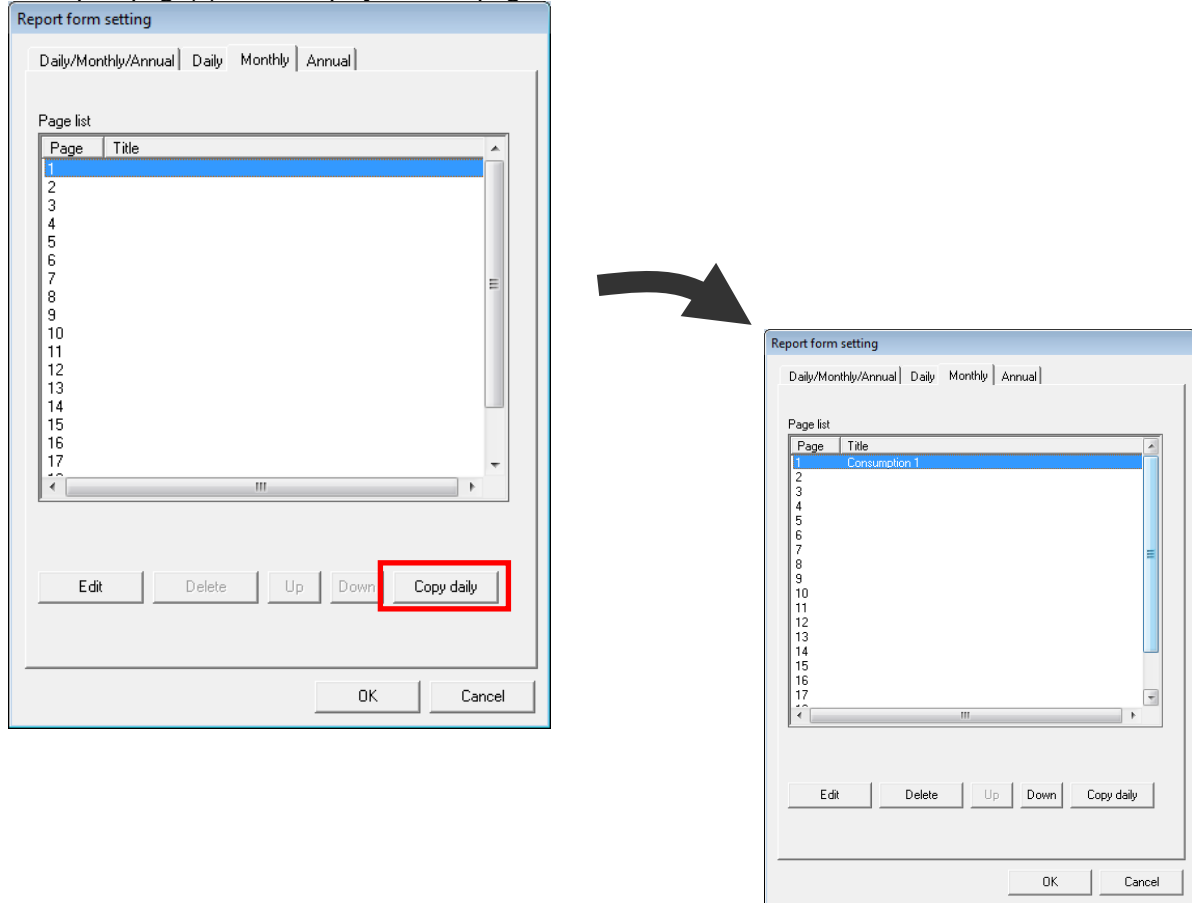 Report form setting
Daily/Monthly/Annual Daily Monthly Annual
Page list
Page Title
1
2
3
4
5
6
7
8
9
10
11
12
13
14
15
16
17
Edit Delete Up Down Copy daily
OK Cancel
Report form setting
Daily/Monthly/Annual Daily Monthly Annual
Page list
Page Title
1 Consumption 1
2
3
4
5
6
7
8
9
10
11
12
13
14
15
16
17
Edit Delete Up Down Copy daily
OK Cancel